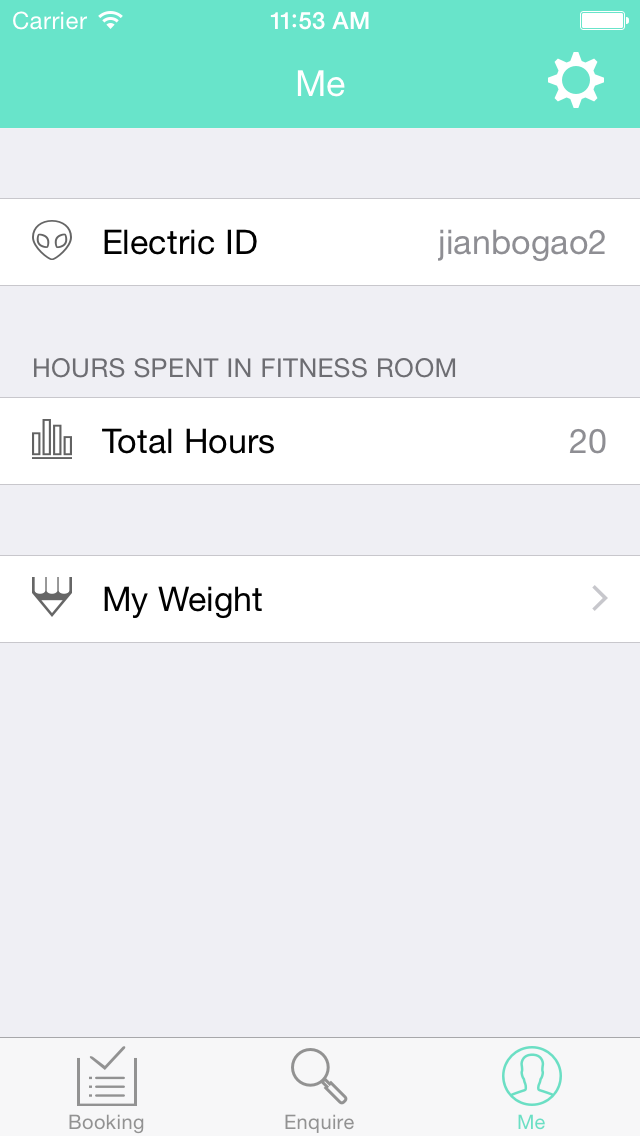 Carrier 11:53 AM
Me
Electric ID jianbogao2
HOURS SPENT IN FITNESS ROOM
Total Hours 20
My Weight
Booking Enquire Me